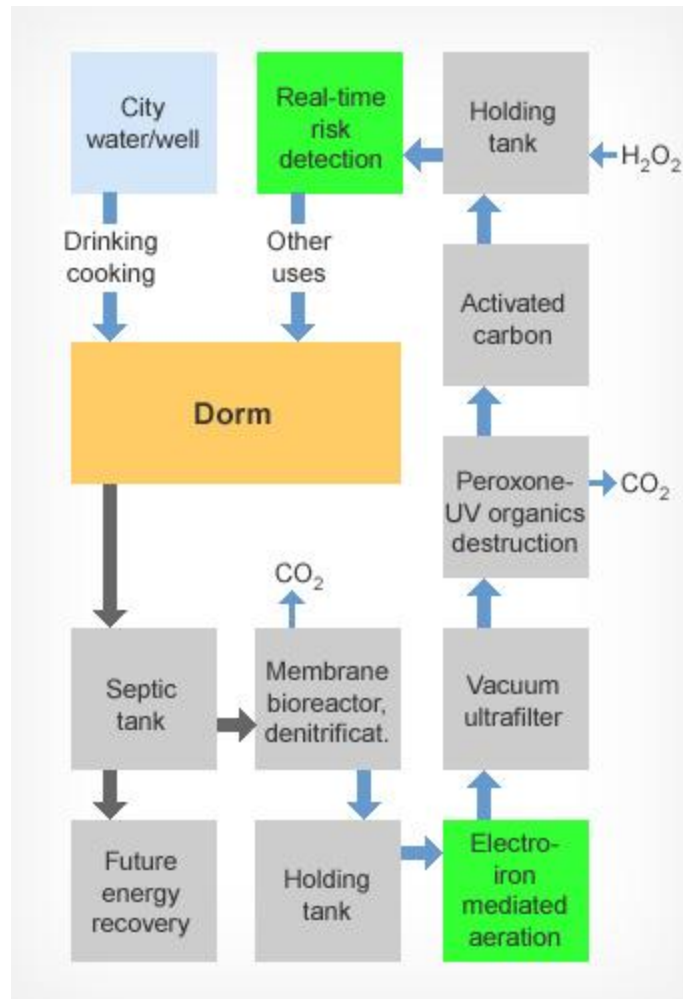 City
water/well
Real-time
risk
detection
Holding
tank
H₂O₂
Drinking
cooking
Other
uses
Activated
carbon
Dorm
Peroxone-
UV organics
destruction
CO₂
CO₂
Septic
tank
Membrane
bioreactor,
denitrificat.
Vacuum
ultrafilter
Future
energy
recovery
Holding
tank
Electro-
iron
mediated
aeration